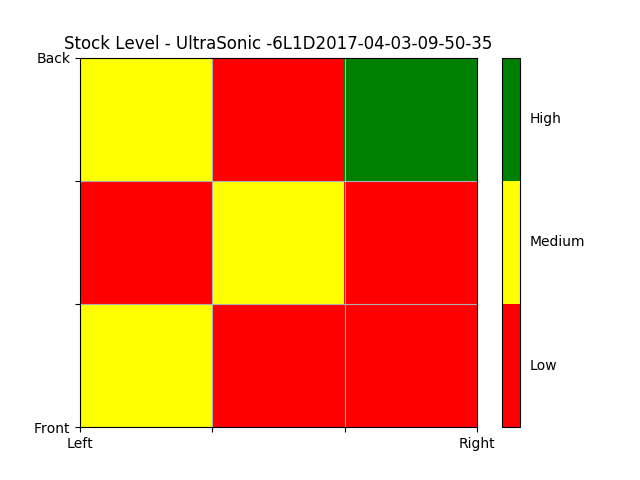 Stock Level - UltraSonic -6L1D2017-04-03-09-50-35
Back
High
Medium
Low
Front
Left
Right